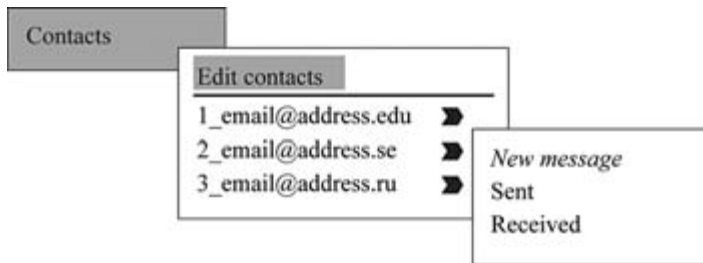 Contacts
Edit contacts
1_email@address.edu
2_email@address.se
3_email@address.ru
New message
Sent
Received